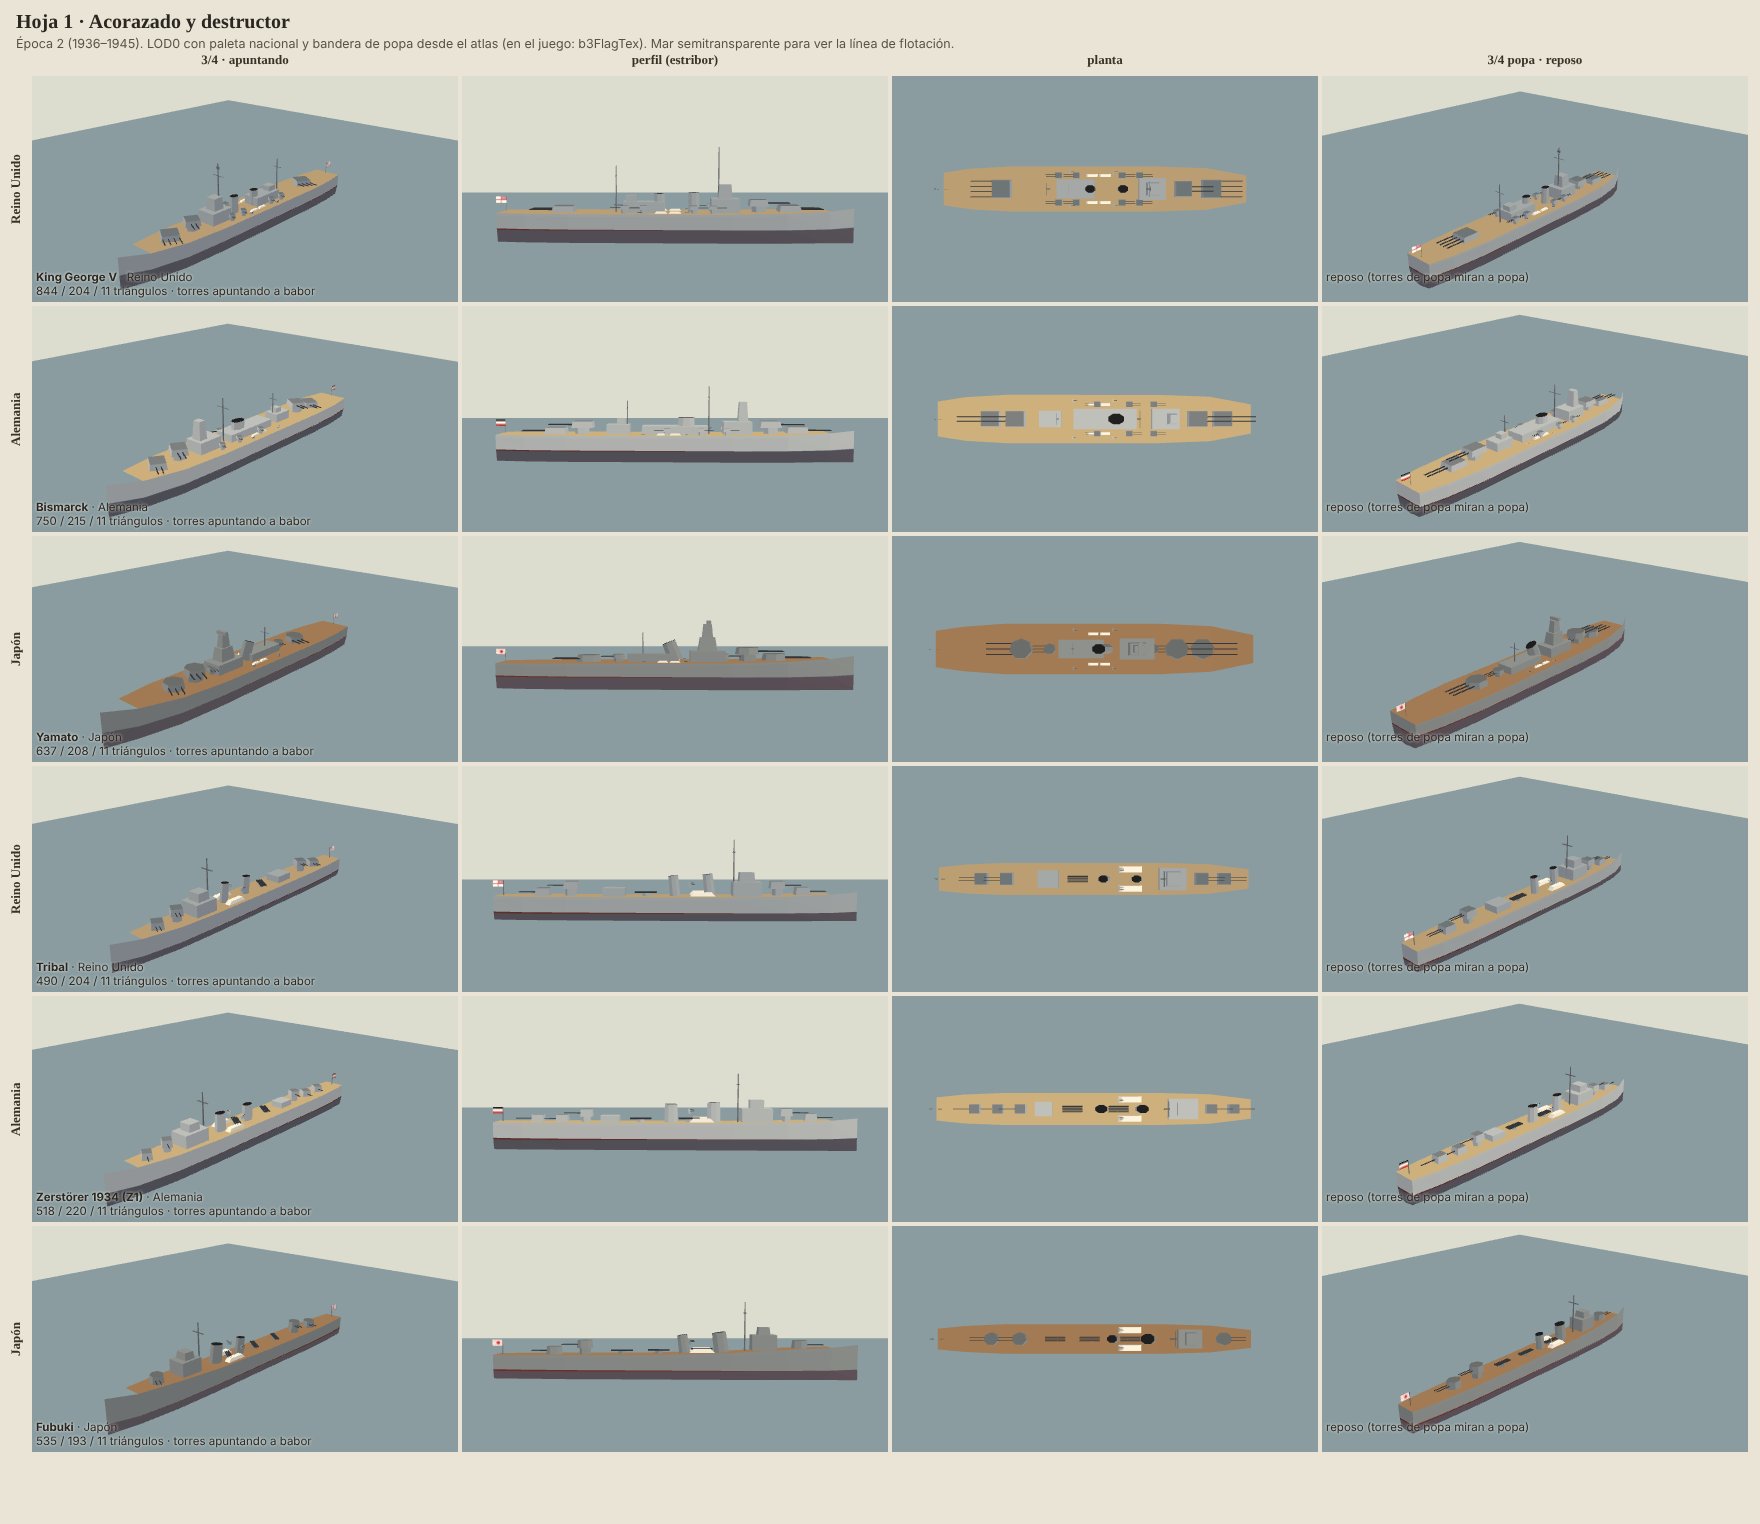 Hoja 1 · Acorazado y destructor
Época 2 (1936–1945). LOD0 con paleta nacional y bandera de popa desde el atlas (en el juego: b3FlagTex). Mar semitransparente para ver la línea de flotación.
3/4 · apuntando
perfil (estribor)
planta
3/4 popa · reposo
Reino Unido
King George V · Reino Unido
844 / 204 / 11 triángulos · torres apuntando a babor
reposo (torres de popa miran a popa)
Alemania
Bismarck · Alemania
750 / 215 / 11 triángulos · torres apuntando a babor
reposo (torres de popa miran a popa)
Japón
Yamato · Japón
637 / 208 / 11 triángulos · torres apuntando a babor
reposo (torres de popa miran a popa)
Reino Unido
Tribal · Reino Unido
490 / 204 / 11 triángulos · torres apuntando a babor
reposo (torres de popa miran a popa)
Alemania
Zerstörer 1934 (Z1) · Alemania
518 / 220 / 11 triángulos · torres apuntando a babor
reposo (torres de popa miran a popa)
Japón
Fubuki · Japón
535 / 193 / 11 triángulos · torres apuntando a babor
reposo (torres de popa miran a popa)